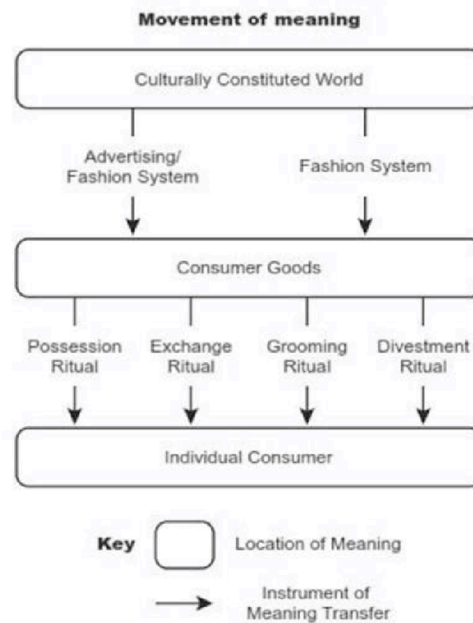 Movement of meaning
Culturally Constituted World
Advertising/
Fashion System
Fashion System
Consumer Goods
Possession
Ritual
Exchange
Ritual
Grooming
Ritual
Divestment
Ritual
Individual Consumer
Key
Location of Meaning
Instrument of
Meaning Transfer